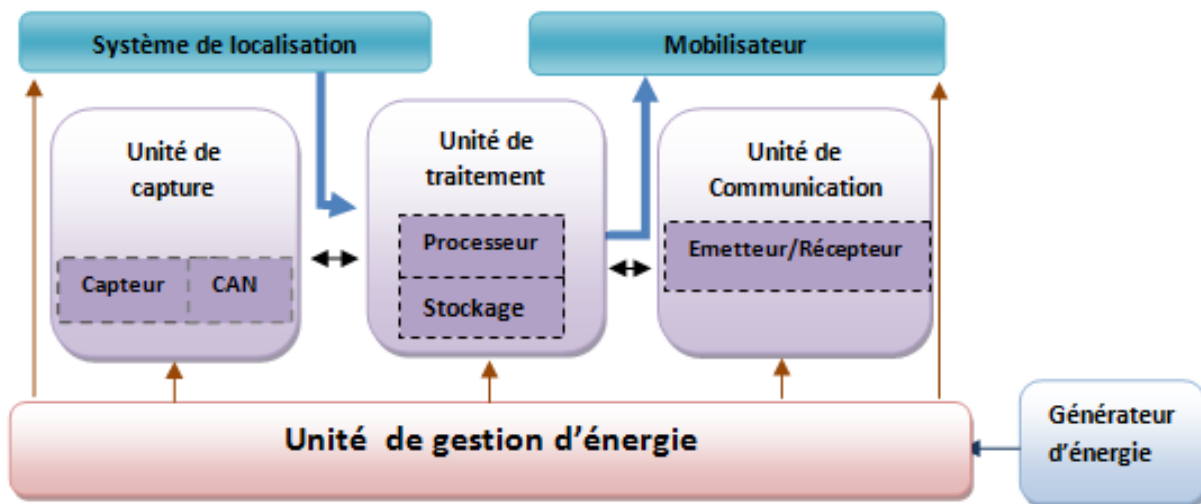 Système de localisation
Mobilisateur
Unité de
capture
Capteur
CAN
Unité de
traitement
Processeur
Stockage
Unité de
Communication
Emetteur/Récepteur
Unité de gestion d'énergie
Générateur
d'énergie